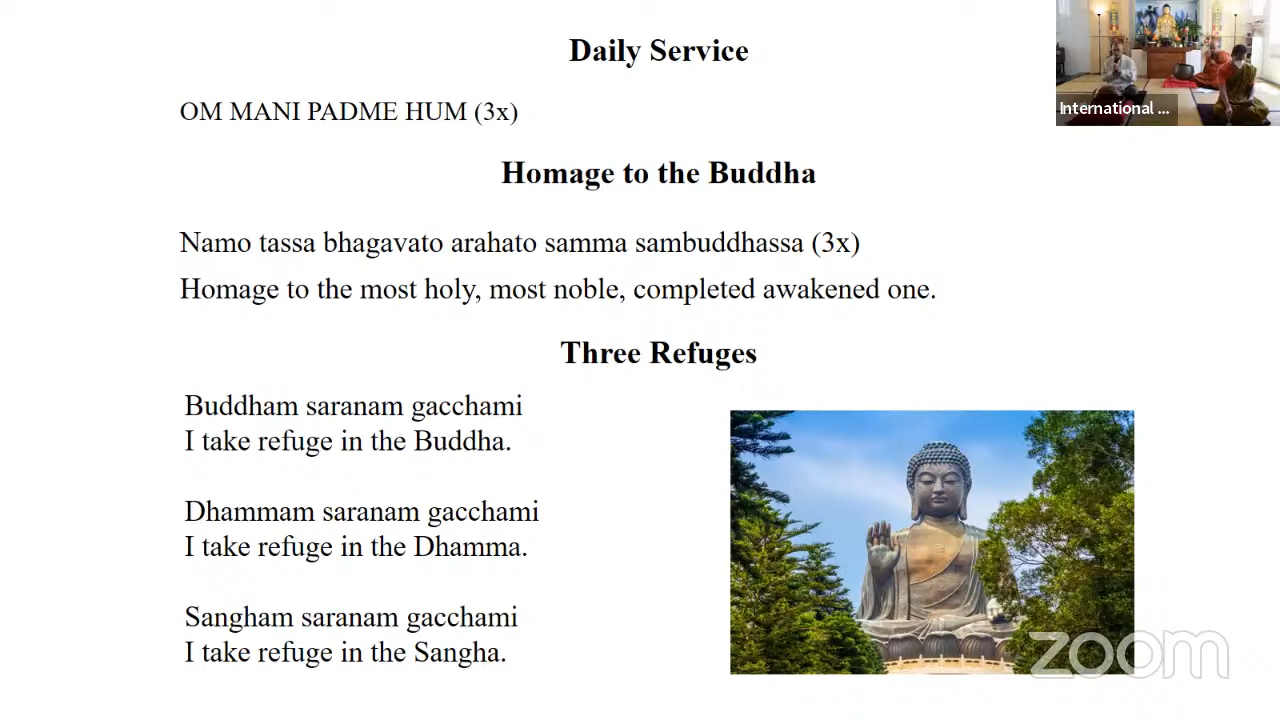 Daily Service
International ...
OM MANI PADME HUM (3x)
Homage to the Buddha
Namo tassa bhagavato arahato samma sambuddhassa (3x)
Homage to the most holy, most noble, completed awakened one.
Three Refuges
Buddham saranam gacchami
I take refuge in the Buddha.
Dhammam saranam gacchami
I take refuge in the Dhamma.
Sangham saranam gacchami
I take refuge in the Sangha.
zoom